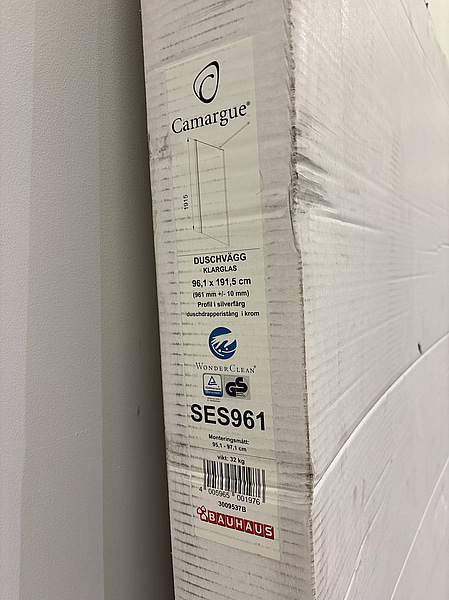 Camargue®
1915
DUSCHVÄGG
KLARGLAS
96,1 x 191,5 cm
(961 mm +/- 10 mm)
Profil i silverfärg
duschdrapperistång i krom
WONDERCLEAN®
GS
SES961
Monteringsmått:
95,1 - 97,1 cm
vikt: 32 kg
4 005965 001976
3009537B
BAUHAUS